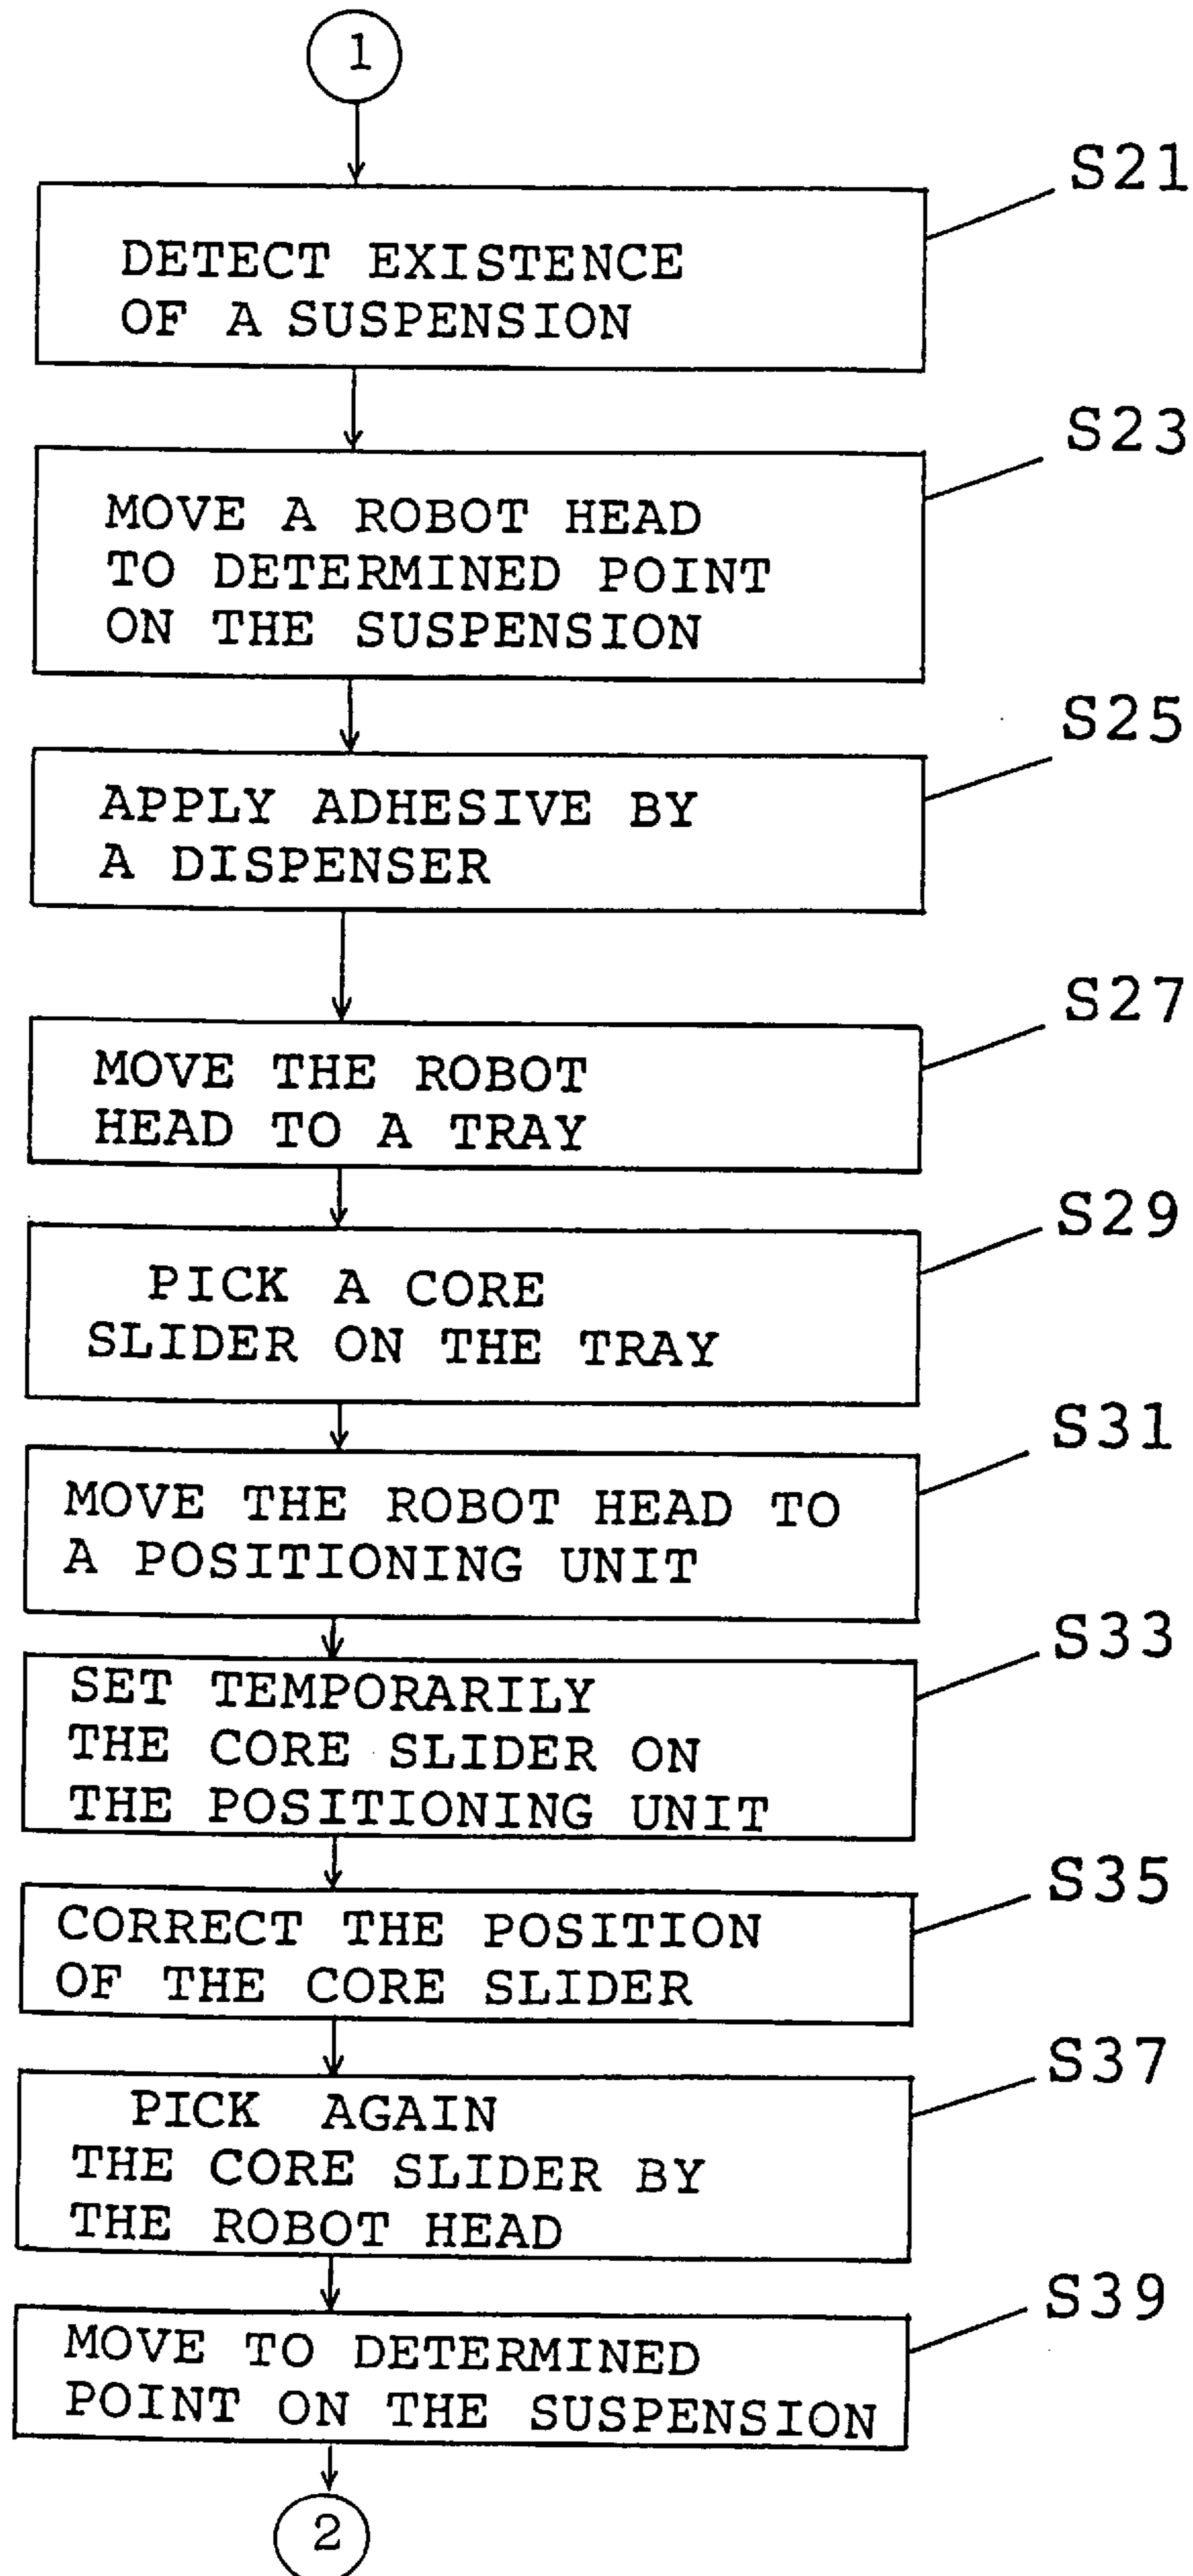 1
S21
DETECT EXISTENCE
OF A SUSPENSION
S23
MOVE A ROBOT HEAD
TO DETERMINED POINT
ON THE SUSPENSION
S25
APPLY ADHESIVE BY
A DISPENSER
S27
MOVE THE ROBOT
HEAD TO A TRAY
S29
PICK A CORE
SLIDER ON THE TRAY
S31
MOVE THE ROBOT HEAD TO
A POSITIONING UNIT
S33
SET TEMPORARILY
THE CORE SLIDER ON
THE POSITIONING UNIT
S35
CORRECT THE POSITION
OF THE CORE SLIDER
S37
PICK AGAIN
THE CORE SLIDER BY
THE ROBOT HEAD
S39
MOVE TO DETERMINED
POINT ON THE SUSPENSION
2